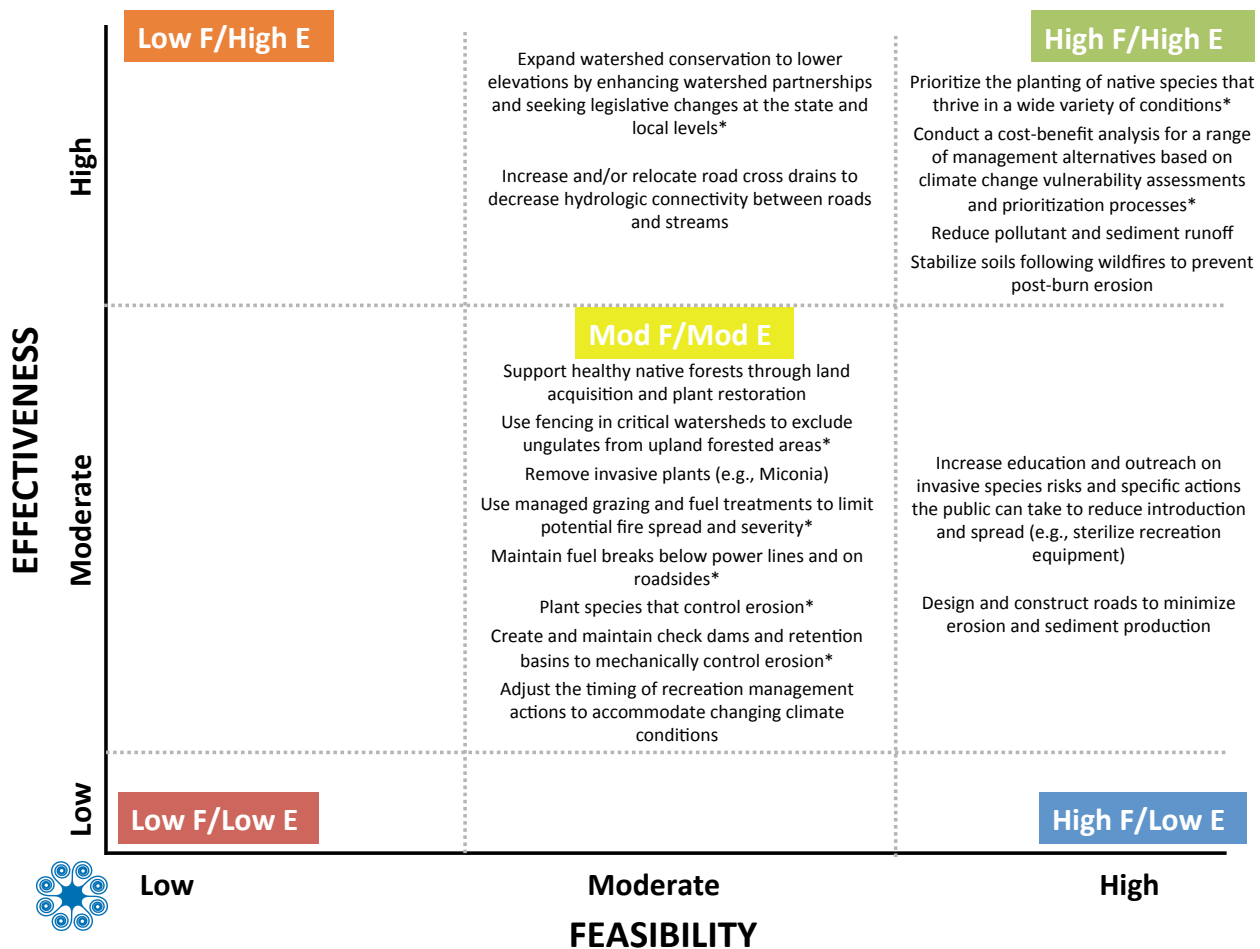 Low F/High E
Expand watershed conservation to lower
elevations by enhancing watershed partnerships
and seeking legislative changes at the state and
local levels*
Increase and/or relocate road cross drains to
decrease hydrologic connectivity between roads
and streams
High F/High E
Prioritize the planting of native species that
thrive in a wide variety of conditions*
Conduct a cost-benefit analysis for a range
of management alternatives based on
climate change vulnerability assessments
and prioritization processes*
Reduce pollutant and sediment runoff
Stabilize soils following wildfires to prevent
post-burn erosion
High
EFFECTIVENESS
Moderate
Mod F/Mod E
Support healthy native forests through land
acquisition and plant restoration
Use fencing in critical watersheds to exclude
ungulates from upland forested areas*
Remove invasive plants (e.g., Miconia)
Use managed grazing and fuel treatments to limit
potential fire spread and severity*
Maintain fuel breaks below power lines and on
roadsides*
Plant species that control erosion*
Create and maintain check dams and retention
basins to mechanically control erosion*
Adjust the timing of recreation management
actions to accommodate changing climate
conditions
Increase education and outreach on
invasive species risks and specific actions
the public can take to reduce introduction
and spread (e.g., sterilize recreation
equipment)
Design and construct roads to minimize
erosion and sediment production
Low
Low F/Low E
High F/Low E
Low
Moderate
High
FEASIBILITY